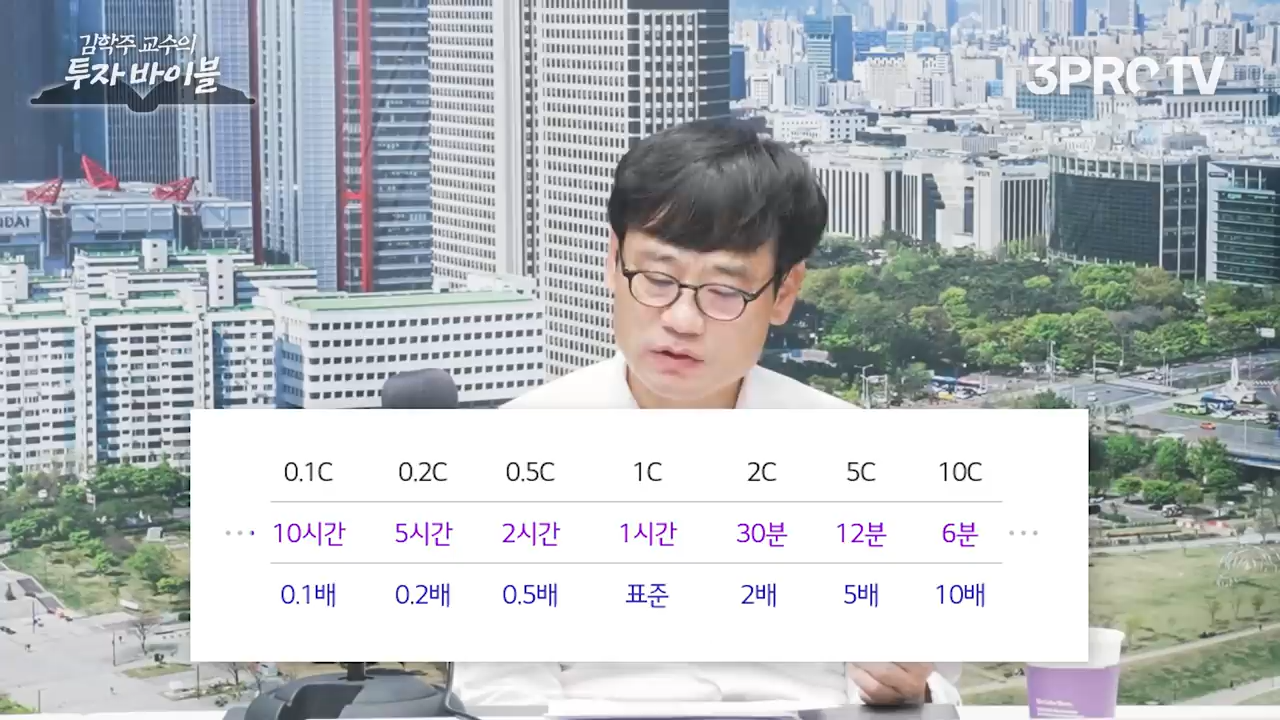 김학주 교수의
투자 바이블
3PROTV
NDAI
0.1C 0.2C 0.5C 1C 2C 5C 10C
··· 10시간 5시간 2시간 1시간 30분 12분 6분 ···
0.1배 0.2배 0.5배 표준 2배 5배 10배